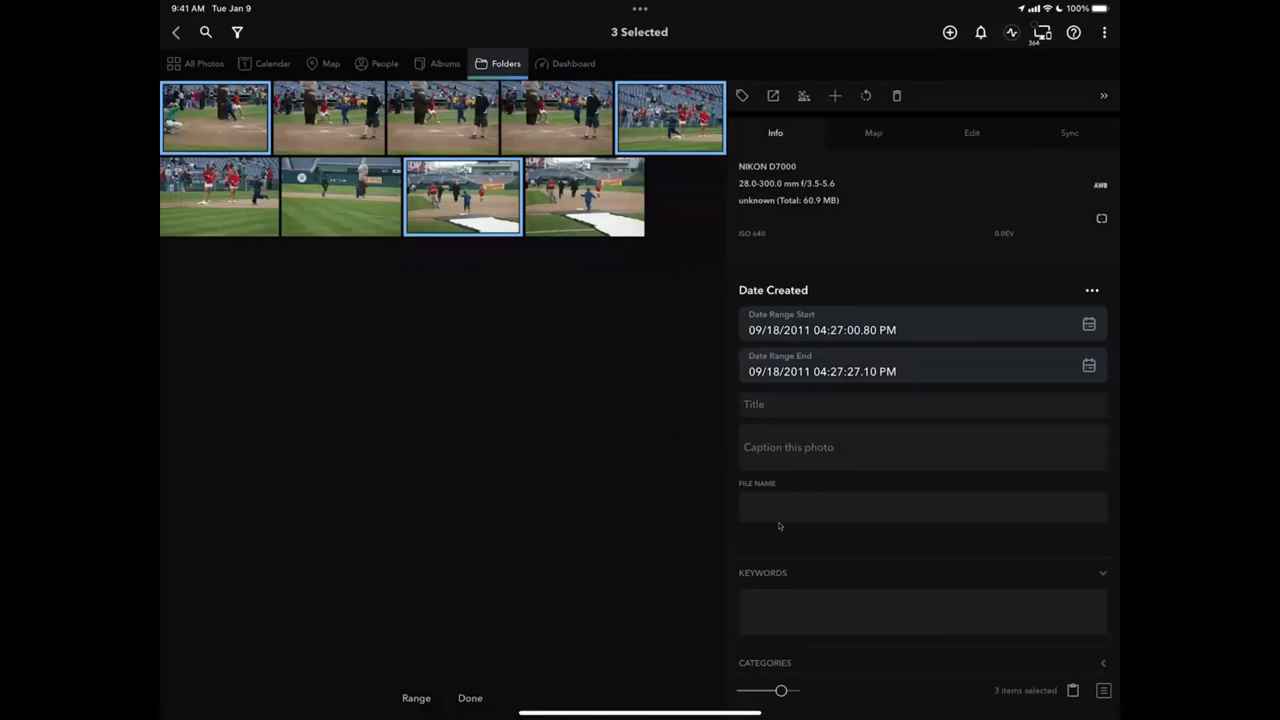 9:41 AM Tue Jan 9
100%
3 Selected
364
All Photos
Calendar
Map
People
Albums
Folders
Dashboard
Info
Map
Edit
Sync
NIKON D7000
28.0-300.0 mm f/3.5-5.6
AWB
unknown (Total: 60.9 MB)
ISO 640
0.0EV
Date Created
Date Range Start
09/18/2011 04:27:00.80 PM
Date Range End
09/18/2011 04:27:27.10 PM
Title
Caption this photo
FILE NAME
KEYWORDS
CATEGORIES
3 items selected
Range
Done